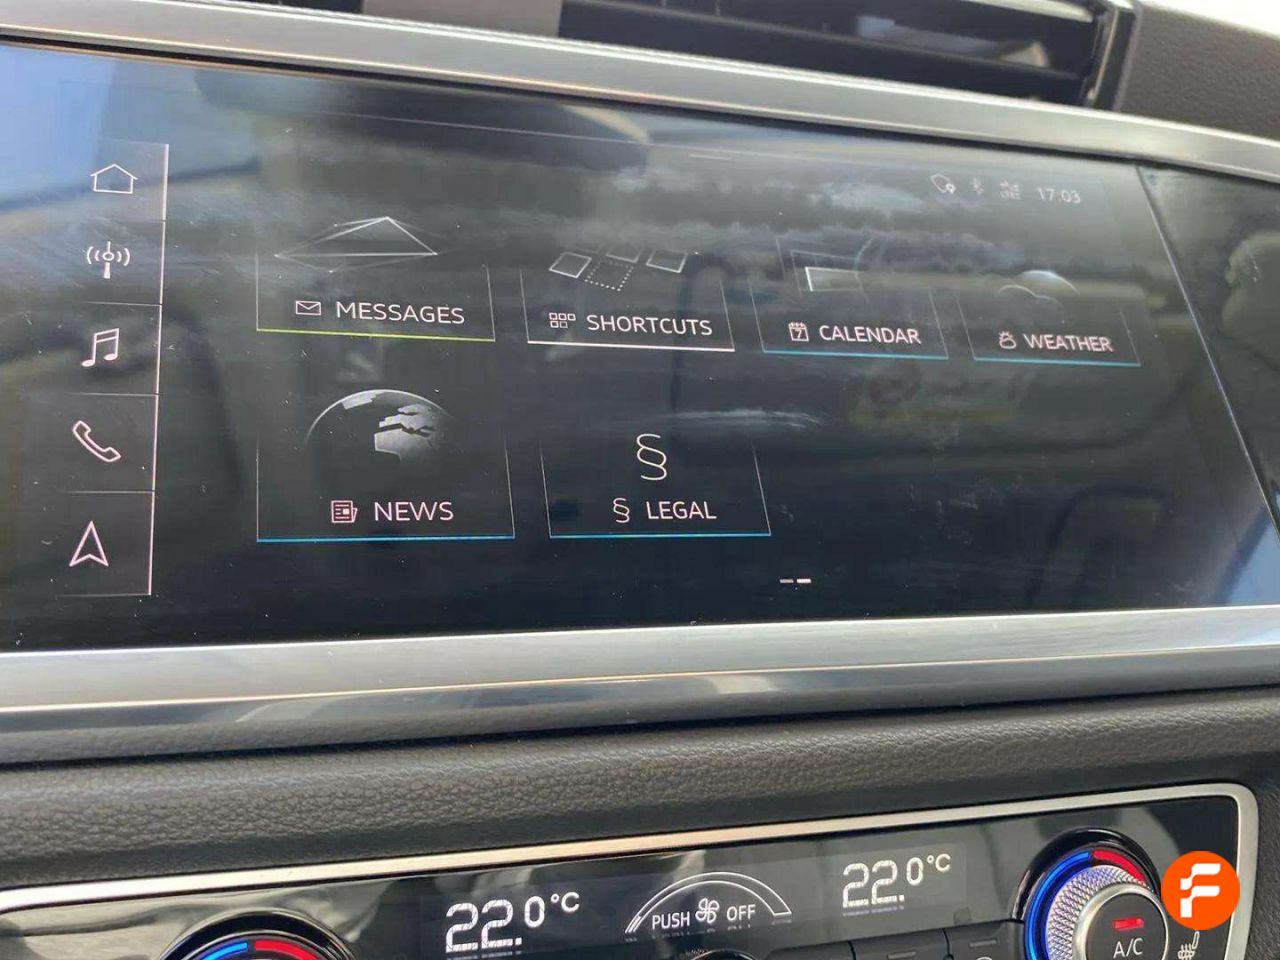 17:03
MESSAGES
SHORTCUTS
CALENDAR
WEATHER
NEWS
§
§ LEGAL
22.0°C
PUSH OFF
22.0°C
A/C